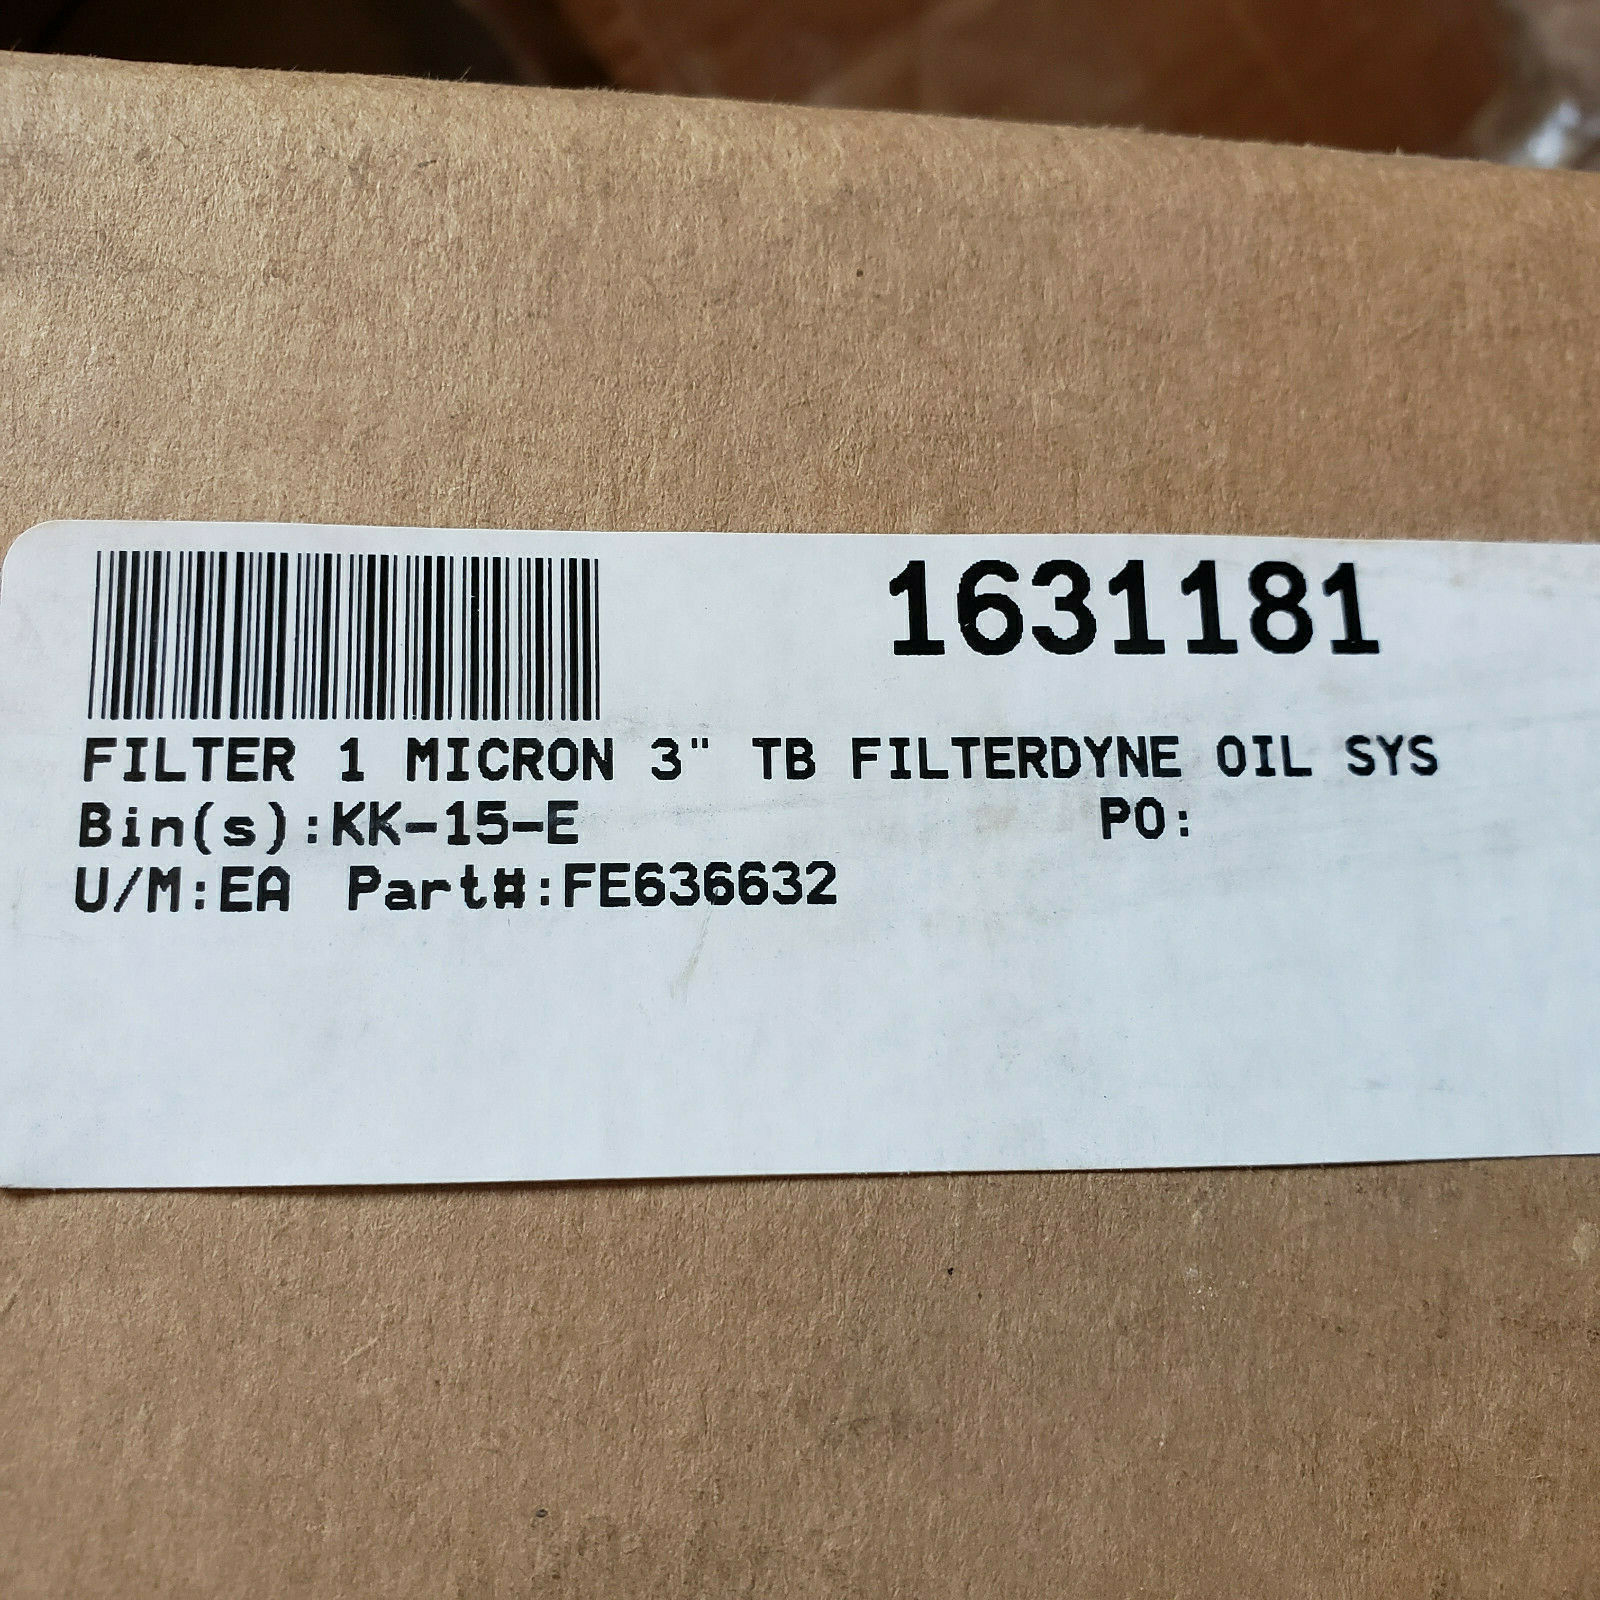 1631181
FILTER 1 MICRON 3" TB FILTERDYNE OIL SYS
Bin(s):KK-15-E PO:
U/M:EA Part#:FE636632